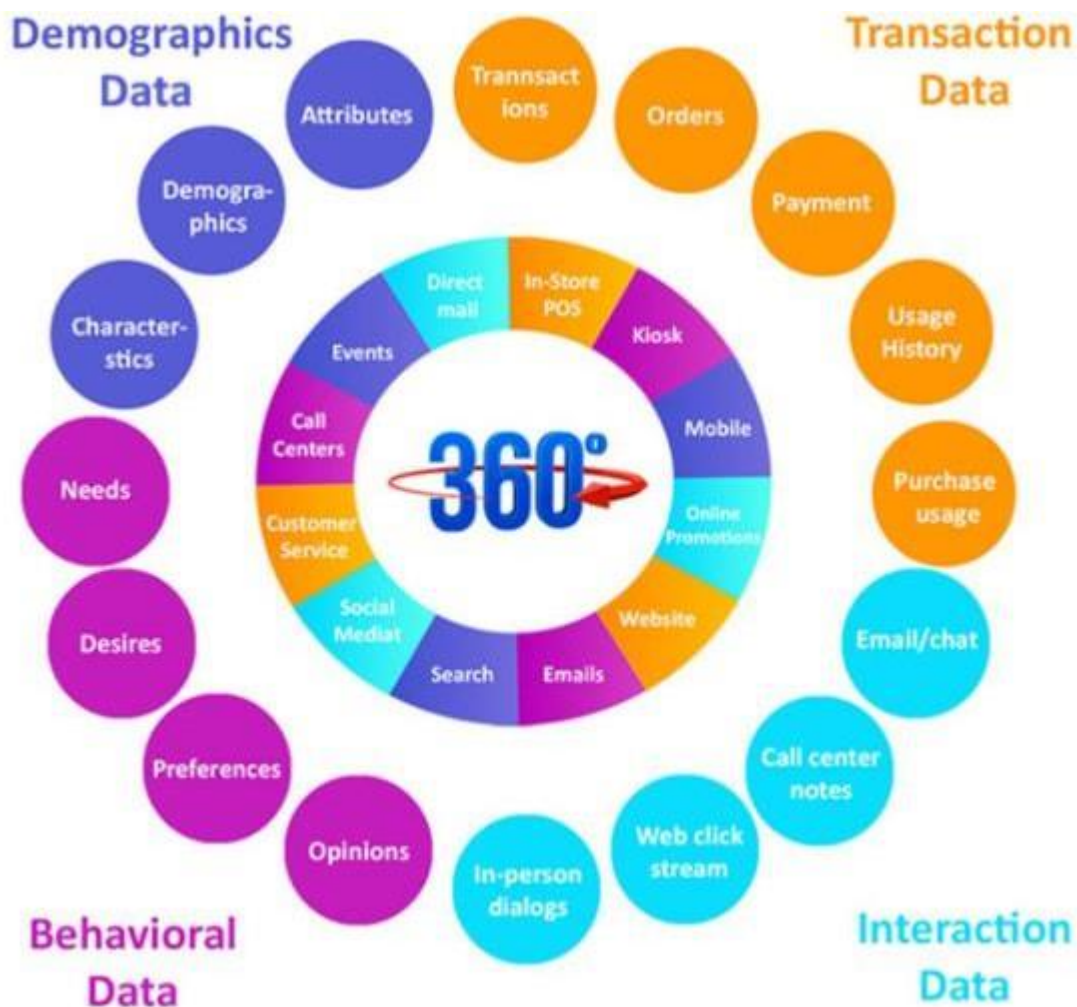 Demographics
Data
Transaction
Data
Attributes
Trannsact
ions
Orders
Demogra-
phics
Payment
Character-
stics
Usage
History
Needs
Purchase
usage
Desires
Email/chat
Preferences
Call center
notes
Opinions
Web click
stream
In-person
dialogs
Direct
mail
In-Store
POS
Kiosk
Mobile
Online
Promotions
Website
Emails
Search
Social
Mediat
Customer
Service
Call
Centers
Events
360°
Behavioral
Data
Interaction
Data